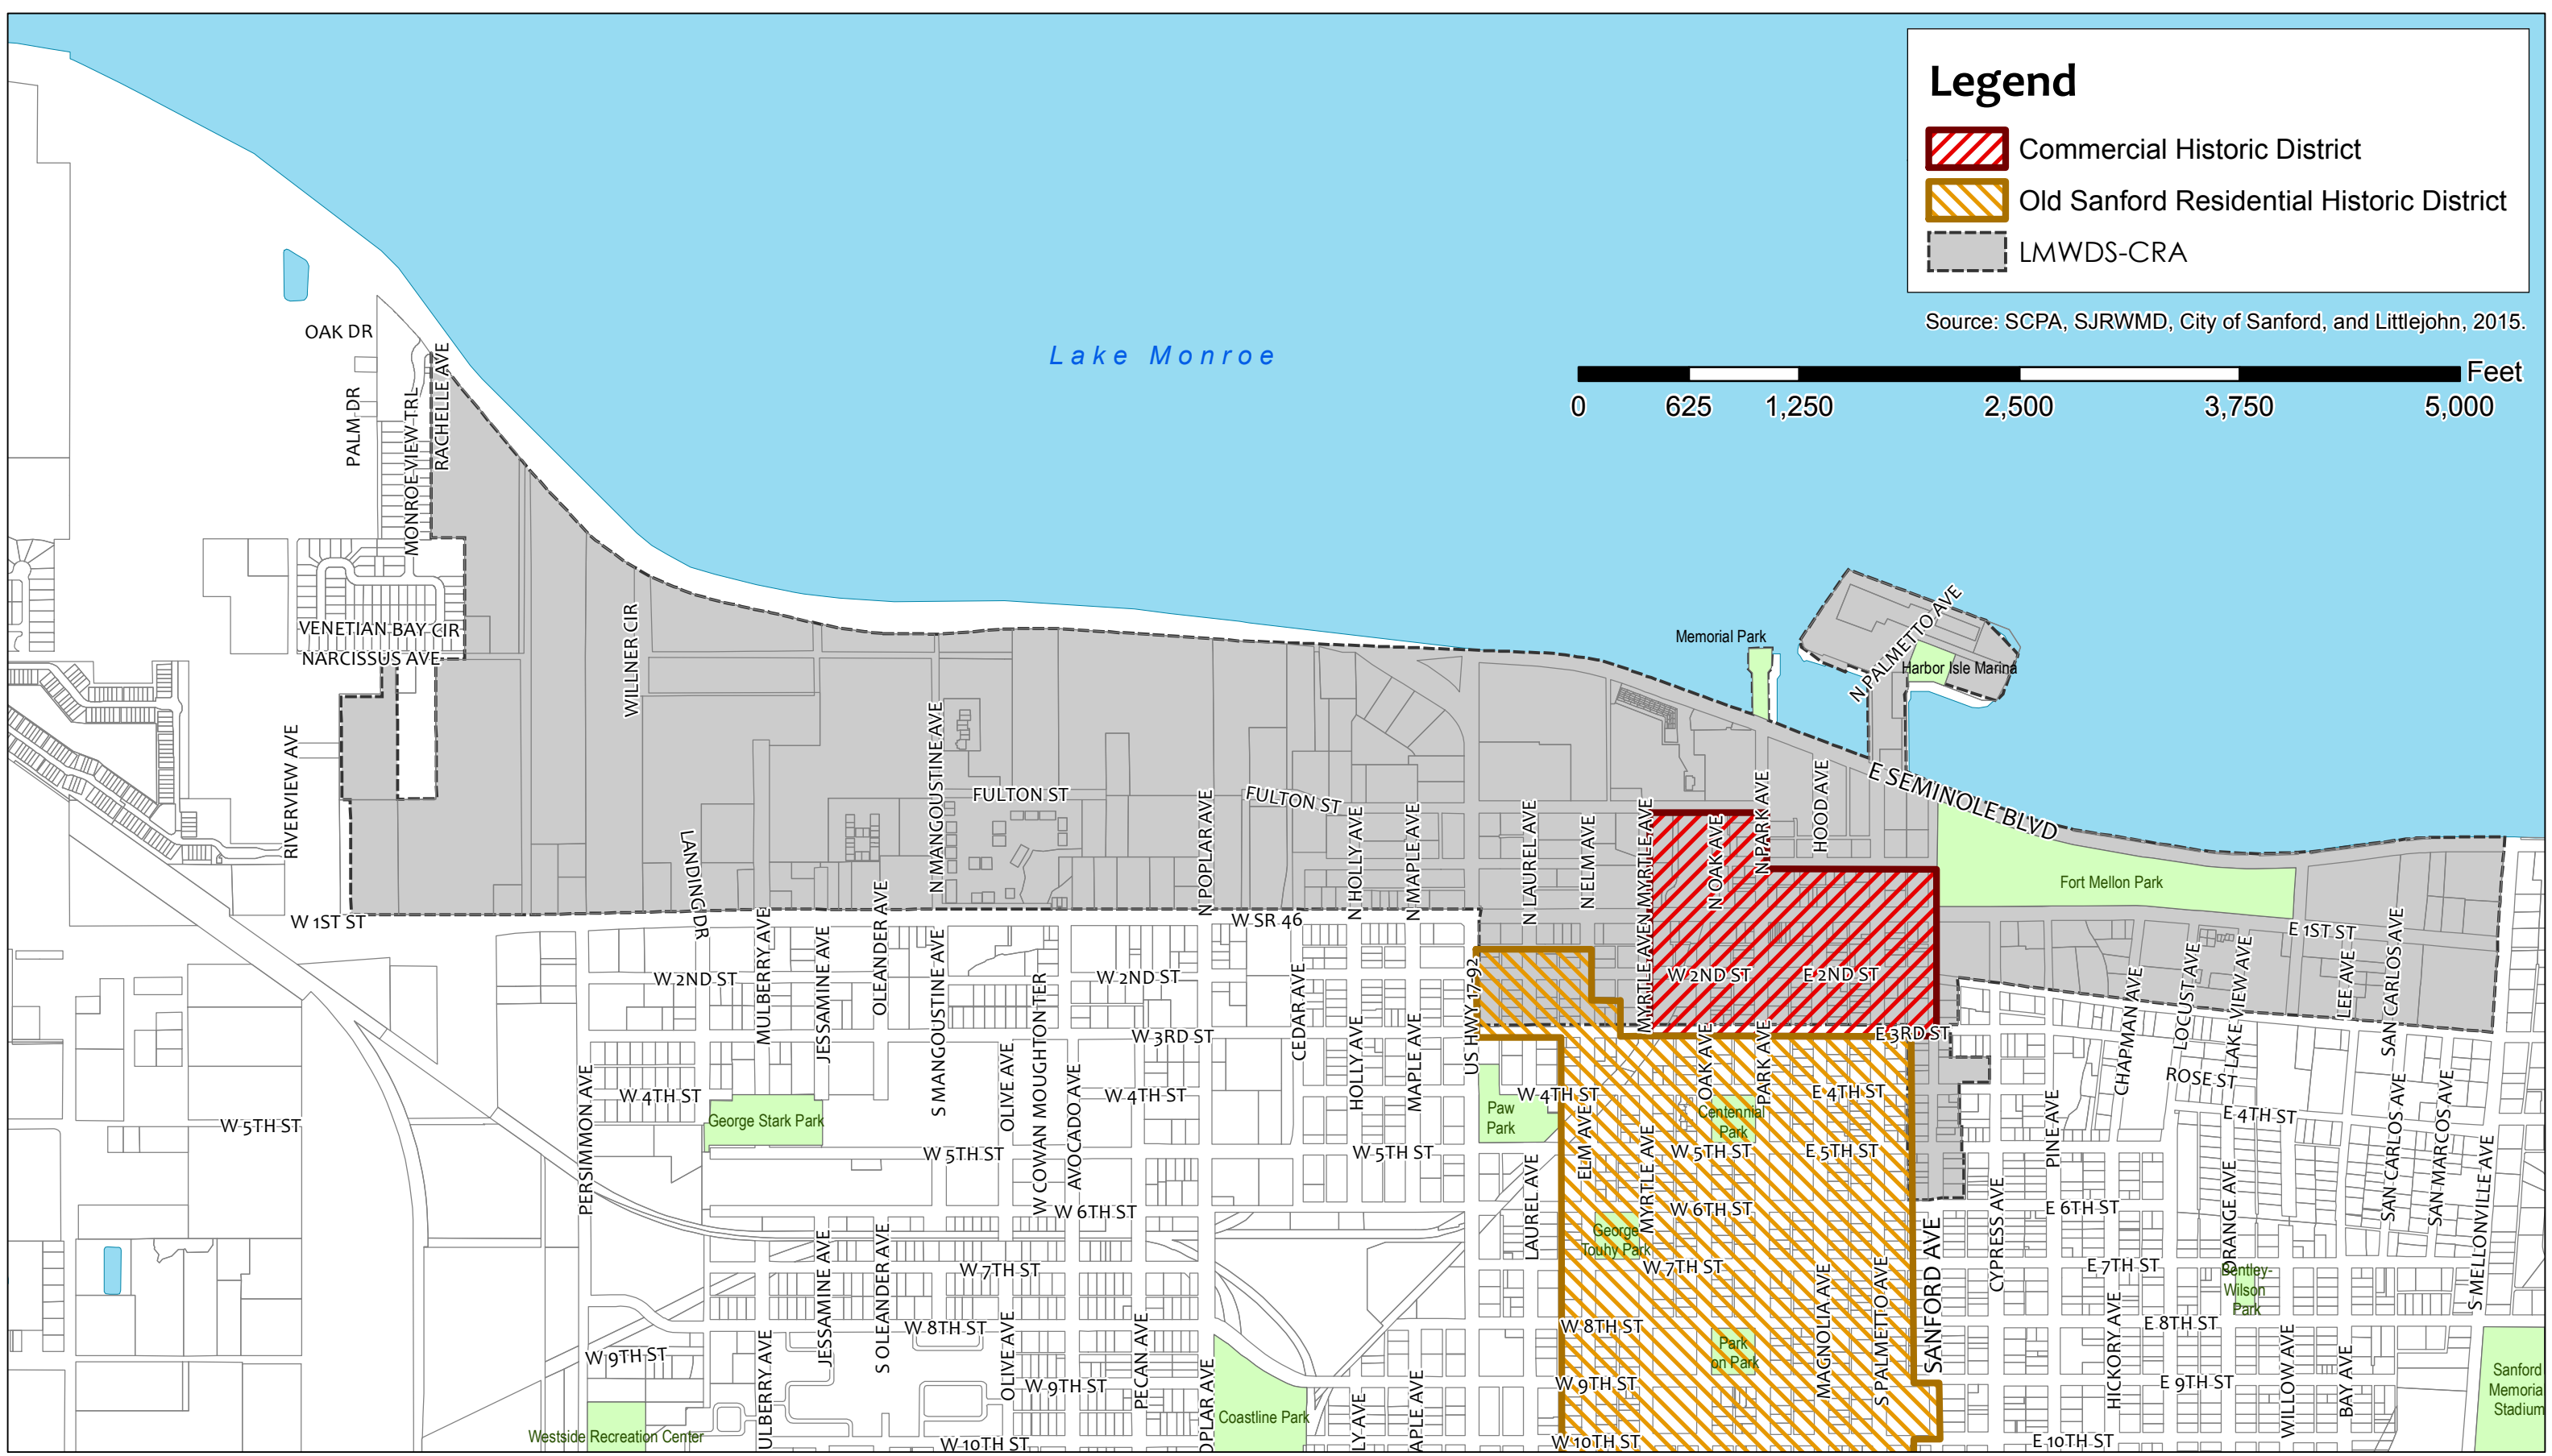 Legend
Commercial Historic District
Old Sanford Residential Historic District
LMWDS-CRA
Source: SCPA, SJRWMD, City of Sanford, and Littlejohn, 2015.
Feet
0 625 1,250 2,500 3,750 5,000
Lake Monroe
OAK DR
PALM DR
MONROE VIEW TRL
RACHELLE AVE
VENETIAN BAY CIR
NARCISSUS AVE
WILLNER CIR
RIVERVIEW AVE
Memorial Park
N PALMETTO AVE
Harbor Isle Marina
E SEMINOLE BLVD
N MANGOUSTINE AVE
FULTON ST
FULTON ST
N POPLAR AVE
N HOLLY AVE
N MAPLE AVE
N LAUREL AVE
N ELM AVE
N MYRTLE AVE
MYRTLE AVE
N OAK AVE
N PARK AVE
HOOD AVE
LANDING DR
OLEANDER AVE
Fort Mellon Park
W 1ST ST
W SR 46
E 1ST ST
SAN CARLOS AVE
MULBERRY AVE
JESSAMINE AVE
S MANGOUSTINE AVE
W 2ND ST
W 2ND ST
W 2ND ST
E 2ND ST
CEDAR AVE
US HWY 17-92
CHAPMAN AVE
LOCUST AVE
LAKE VIEW AVE
LEE AVE
W 3RD ST
E 3RD ST
OLIVE AVE
W COWAN MOUGHTON TER
AVOCADO AVE
HOLLY AVE
MAPLE AVE
OAK AVE
PARK AVE
PERSIMMON AVE
W 4TH ST
W 4TH ST
W 4TH ST
E 4TH ST
ROSE ST
E 4TH ST
George Stark Park
Paw
Park
Centennial
Park
ELM AVE
MYRTLE AVE
PINE AVE
SAN CARLOS AVE
SAN MARCOS AVE
S MELLONVILLE AVE
W 5TH ST
W 5TH ST
W 5TH ST
W 5TH ST
E 5TH ST
LAUREL AVE
CYPRESS AVE
ORANGE AVE
W 6TH ST
W 6TH ST
E 6TH ST
George
Touhy Park
JESSAMINE AVE
S OLEANDER AVE
W 7TH ST
W 7TH ST
E 7TH ST
Bentley-
Wilson
Park
MAGNOLIA AVE
S PALMETTO AVE
SANFORD AVE
HICKORY AVE
W 8TH ST
W 8TH ST
E 8TH ST
Park
on Park
W 9TH ST
W 9TH ST
W 9TH ST
E 9TH ST
ULBERRY AVE
OLIVE AVE
PECAN AVE
OPLAR AVE
LY AVE
APLE AVE
WILLOW AVE
BAY AVE
Sanford
Memoria
Stadium
Coastline Park
Westside Recreation Center
W 10TH ST
W 10TH ST
E 10TH ST